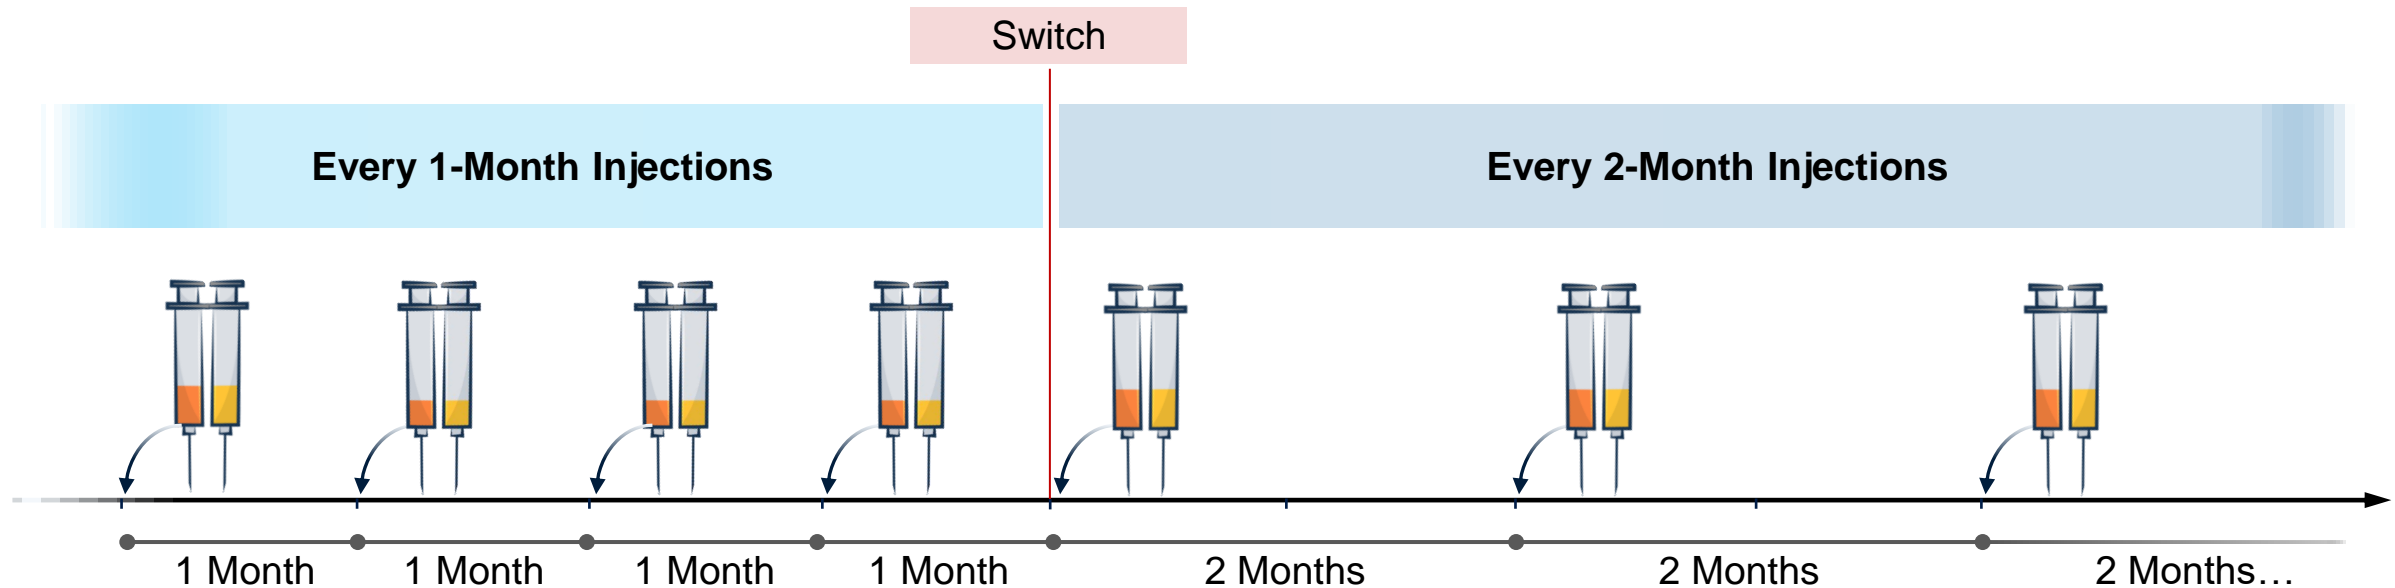 Switch
Every 1-Month Injections
Every 2-Month Injections
1 Month
1 Month
1 Month
1 Month
2 Months
2 Months
2 Months…